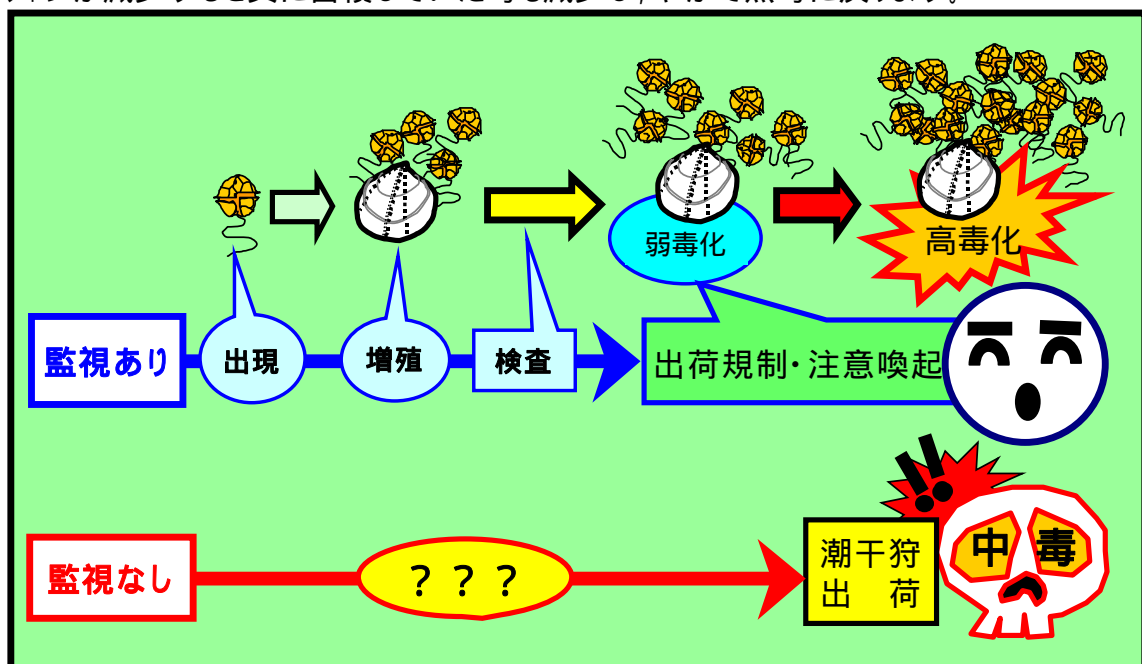 弱毒化
高毒化
監視あり
出現
増殖
検査
出荷規制・注意喚起
監視なし
???
潮干狩
出 荷
中毒